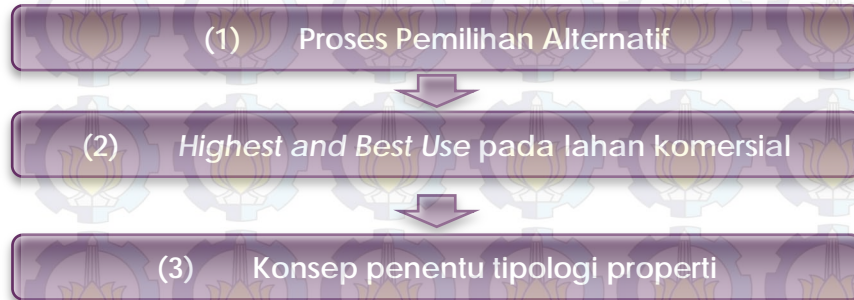 (1) Proses Pemilihan Alternatif
(2) Highest and Best Use pada lahan komersial
(3) Konsep penentu tipologi properti